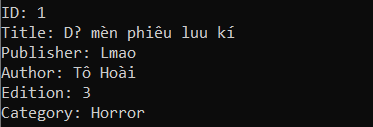 ID: 1
Title: D? mèn phiêu luu kí
Publisher: Lmao
Author: Tô Hoài
Edition: 3
Category: Horror